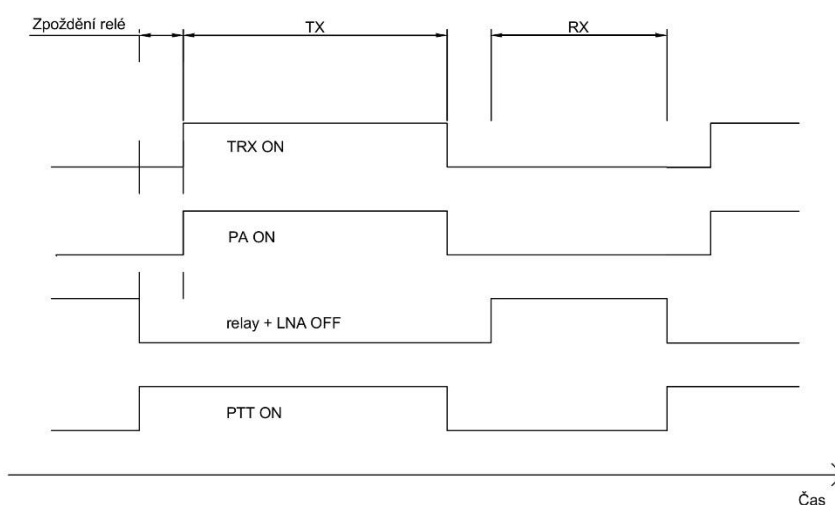 Zpoždění relé
TX
RX
TRX ON
PA ON
relay + LNA OFF
PTT ON
Čas